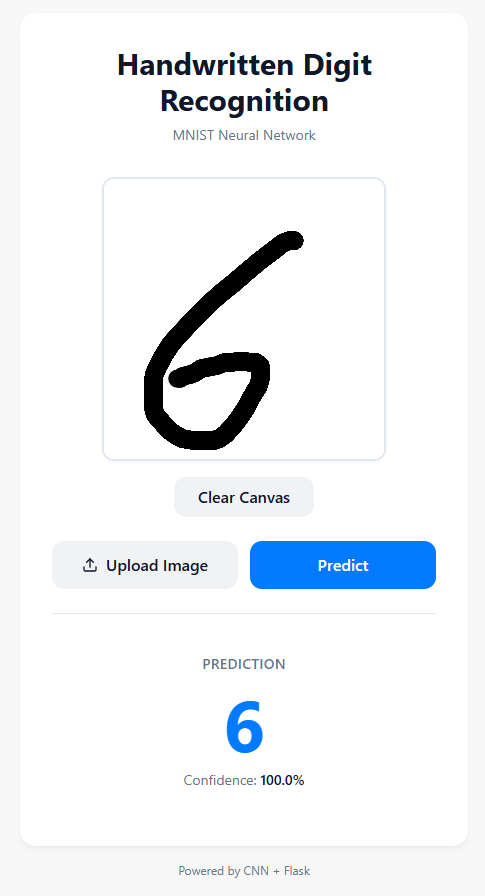 Handwritten Digit
Recognition
MNIST Neural Network
6
Clear Canvas
Upload Image
Predict
PREDICTION
6
Confidence: 100.0%
Powered by CNN + Flask